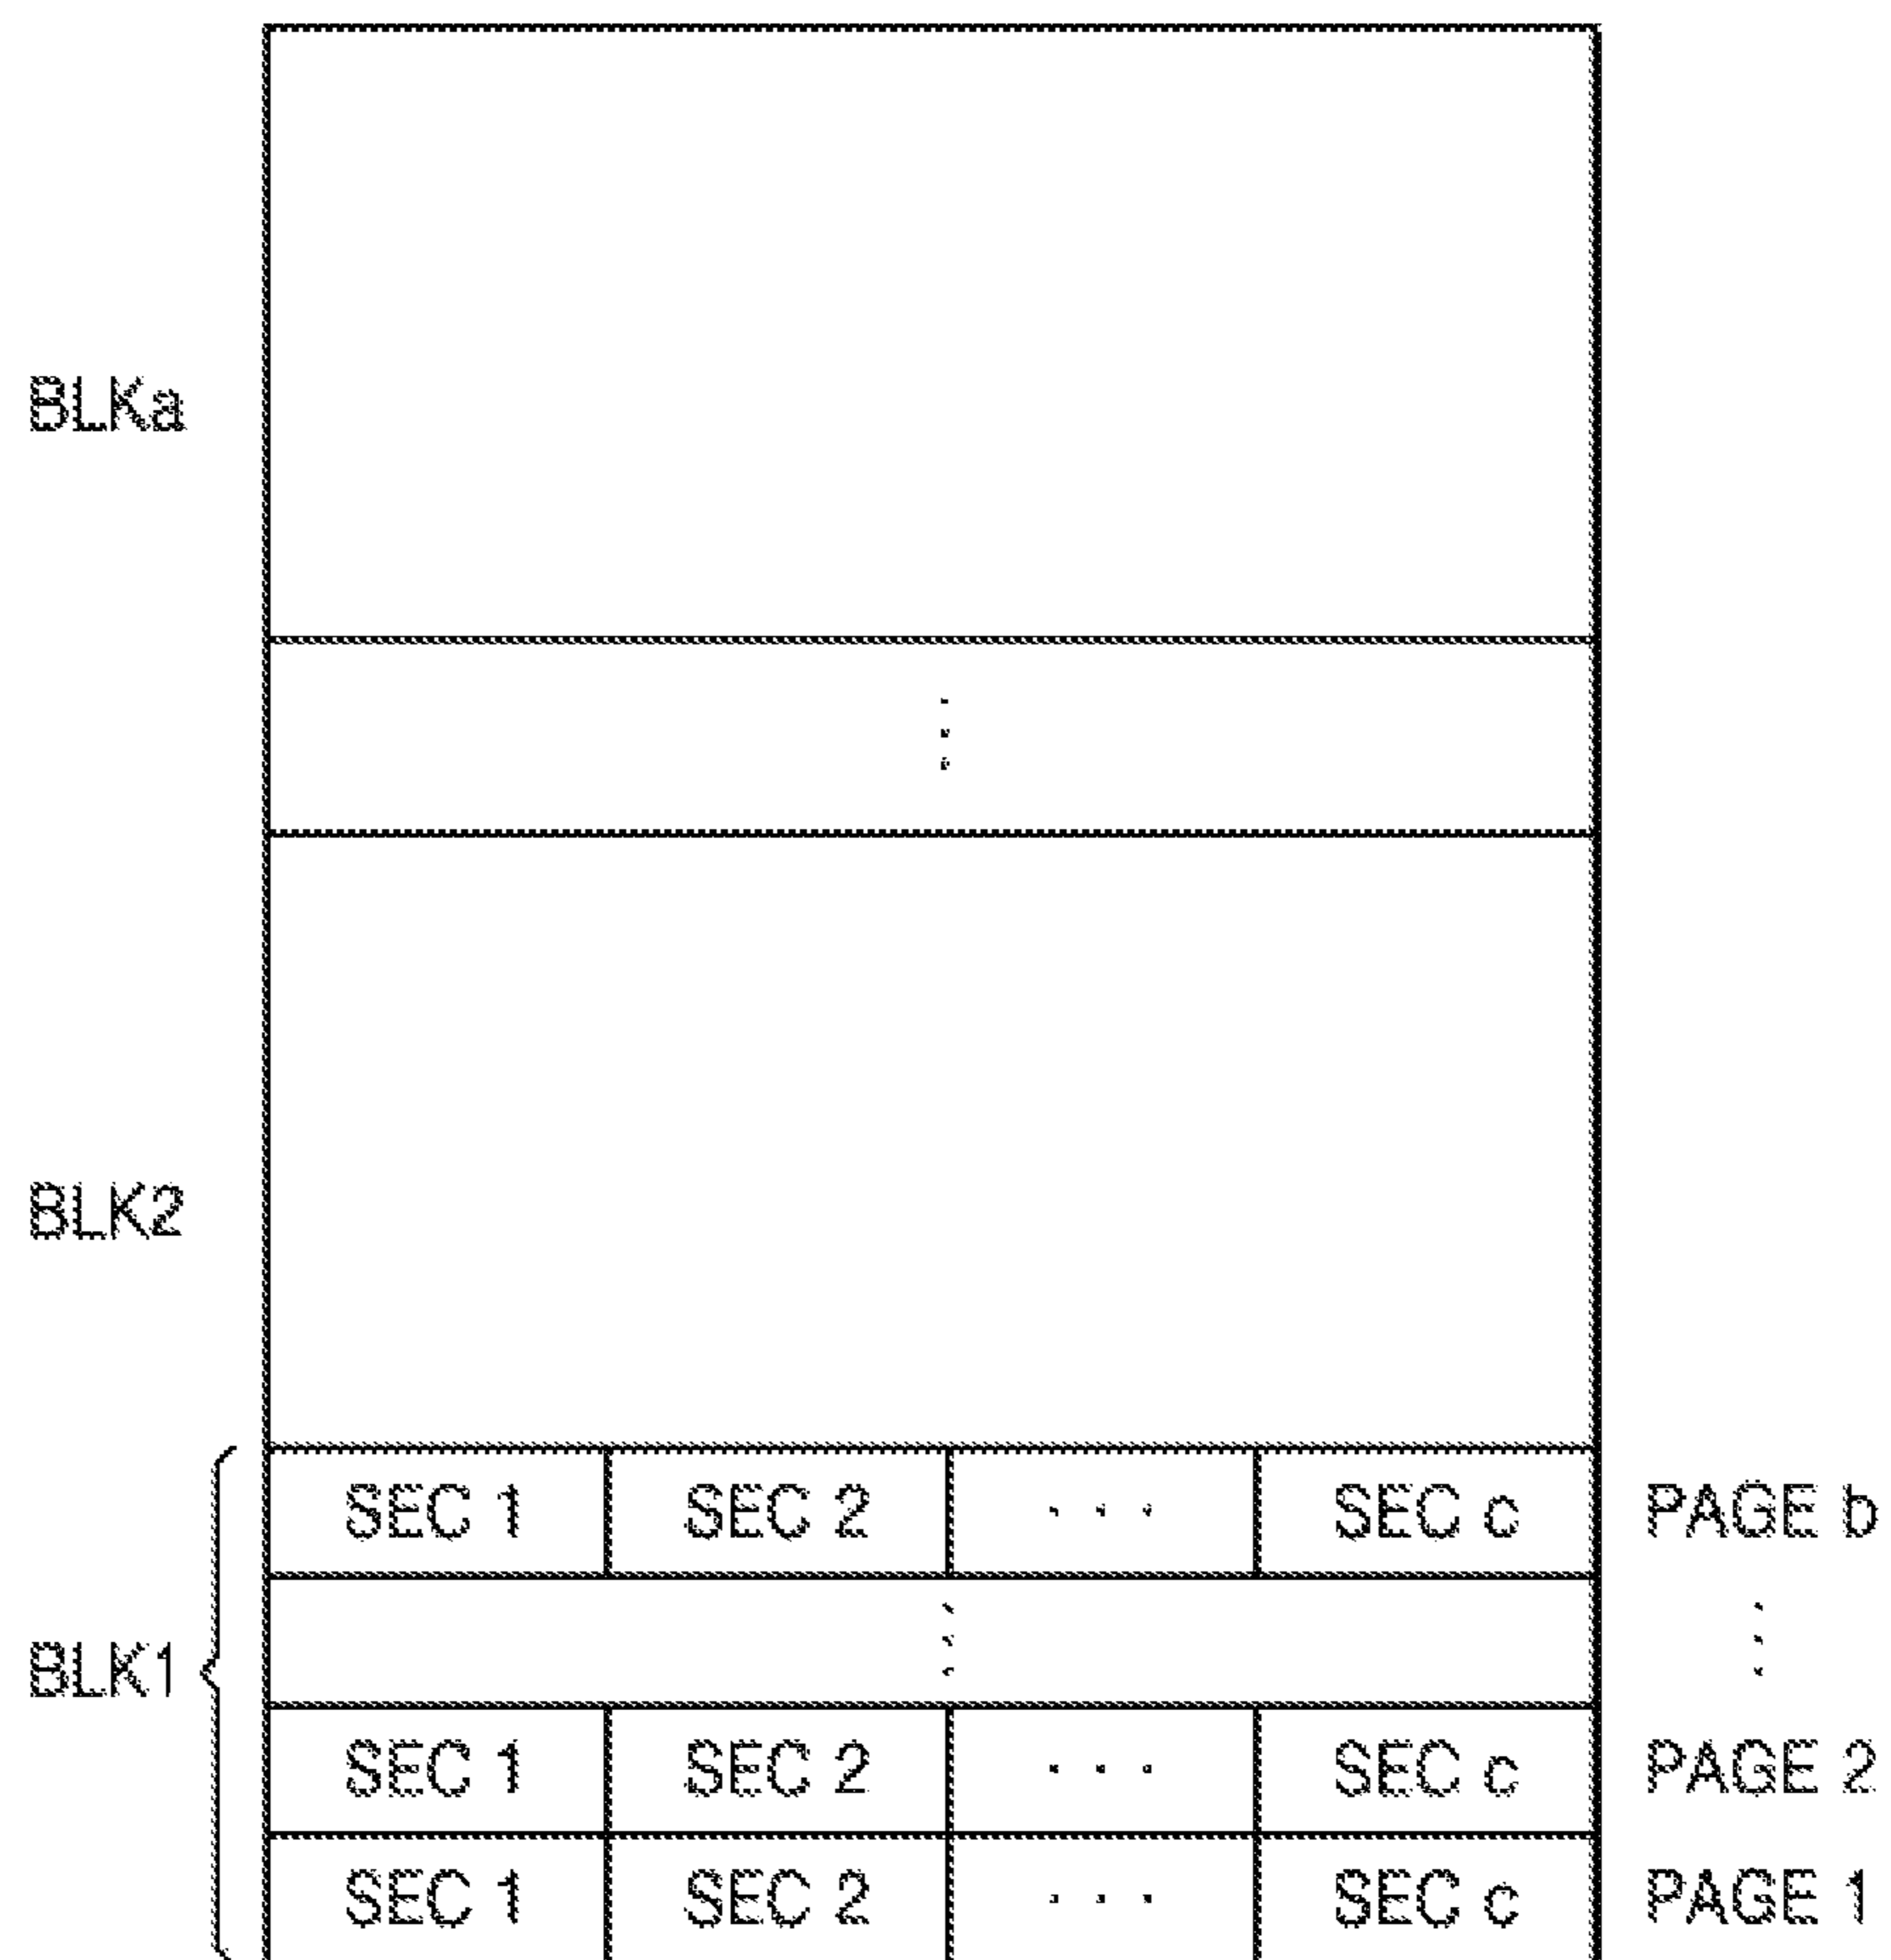 BLKa
⋮
BLK2
SEC 1 SEC 2 ... SEC c PAGE b
BLK1 ⋮ ⋮
SEC 1 SEC 2 ... SEC c PAGE 2
SEC 1 SEC 2 ... SEC c PAGE 1